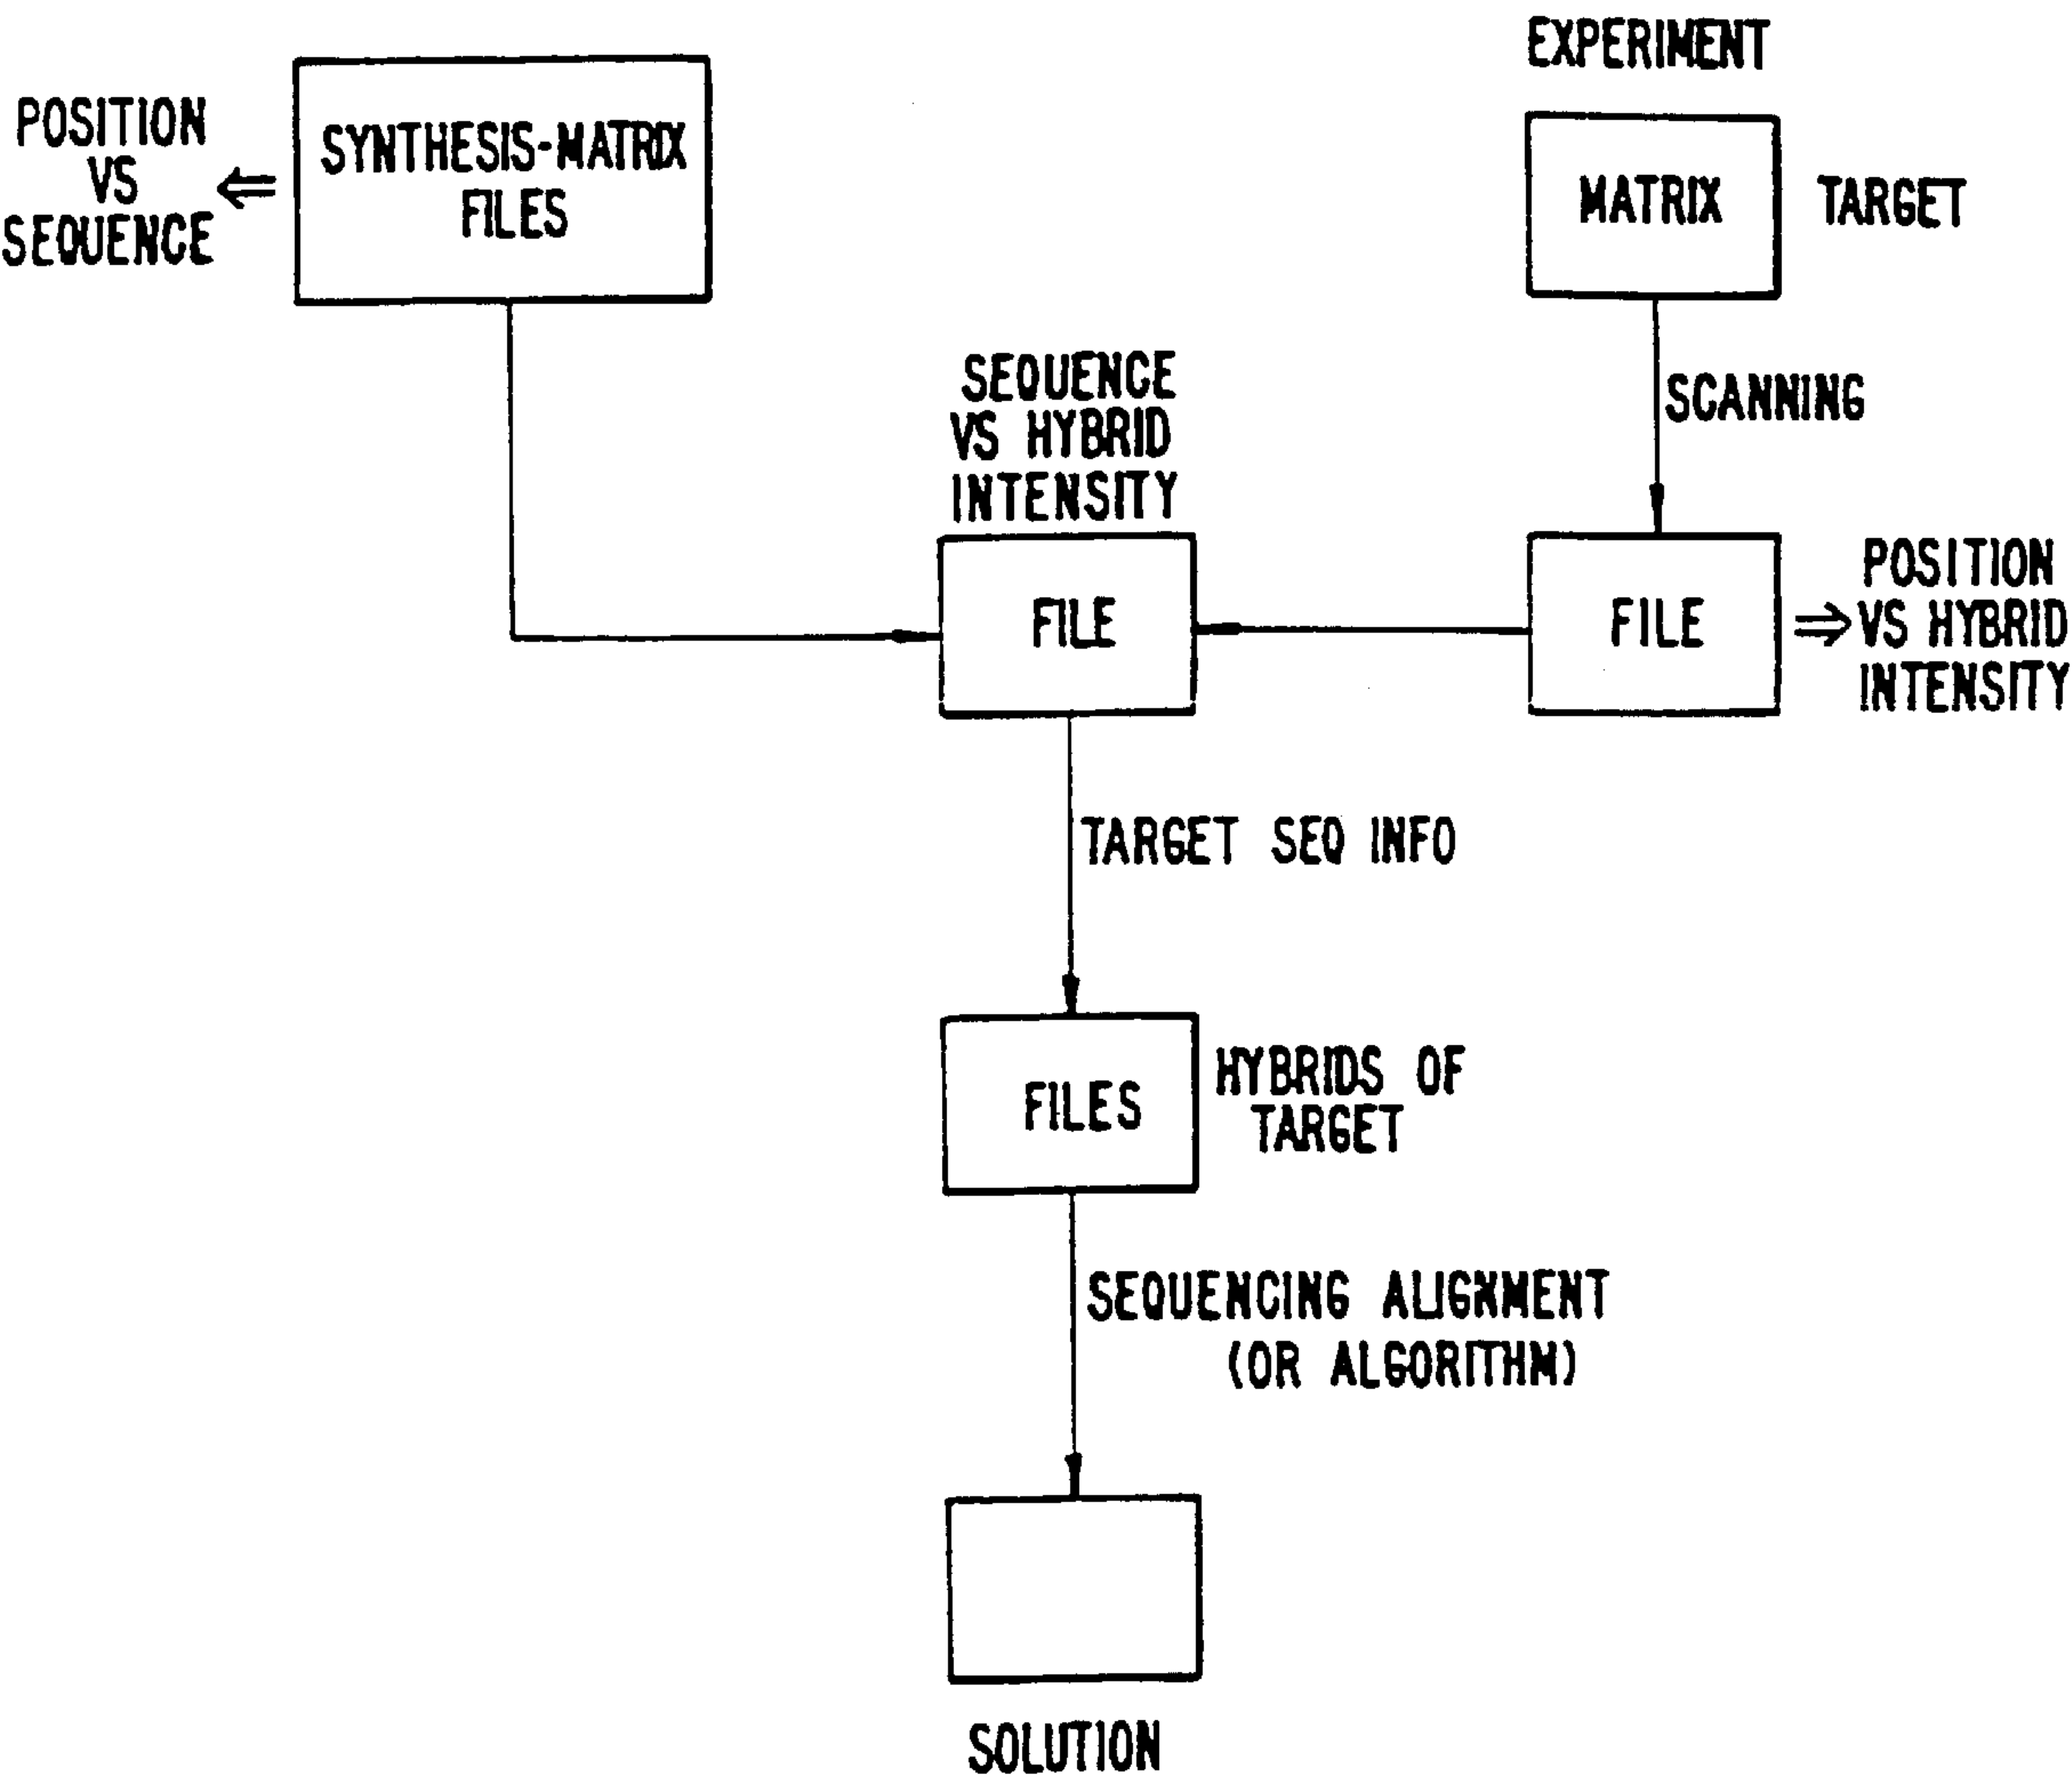 EXPERIMENT
POSITION
VS
SEQUENCE
SYNTHESIS-MATRIX
FILES
MATRIX
TARGET
SCANNING
SEQUENCE
VS HYBRID
INTENSITY
FILE
FILE
POSITION
VS HYBRID
INTENSITY
TARGET SEQ INFO
FILES
HYBRIDS OF
TARGET
SEQUENCING ALIGNMENT
(OR ALGORITHM)
SOLUTION